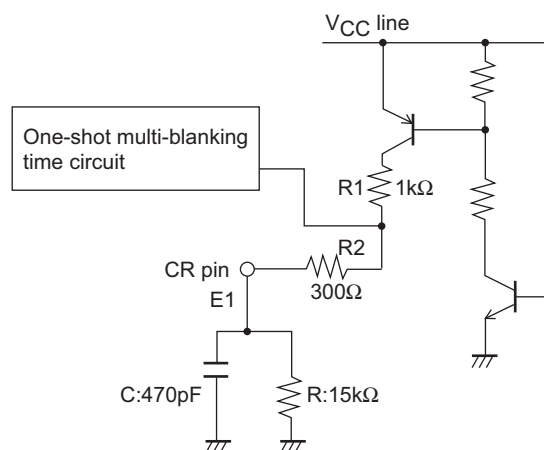 VCC line
One-shot multi-blanking
time circuit
R1 1kΩ
R2
CR pin
300Ω
E1
C:470pF
R:15kΩ